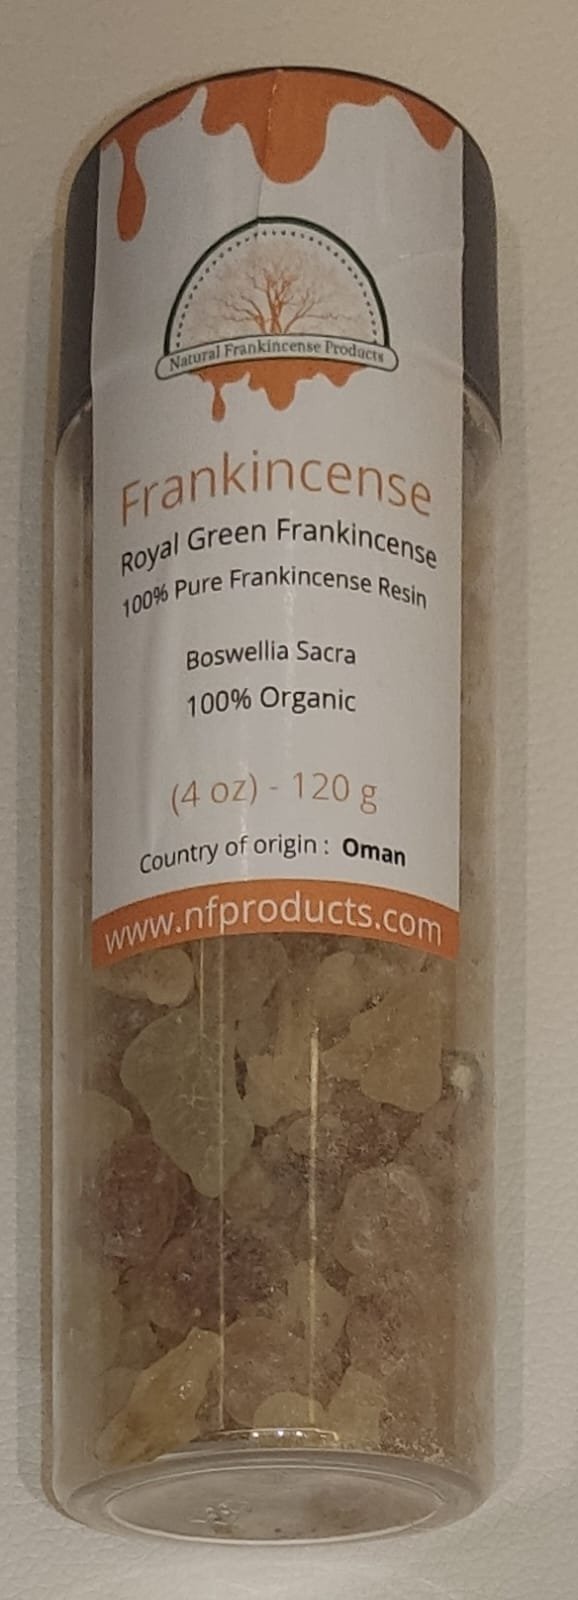 Natural Frankincense Products
Frankincense
Royal Green Frankincense
100% Pure Frankincense Resin
Boswellia Sacra
100% Organic
(4 oz) - 120 g
Country of origin : Oman
www.nfproducts.com